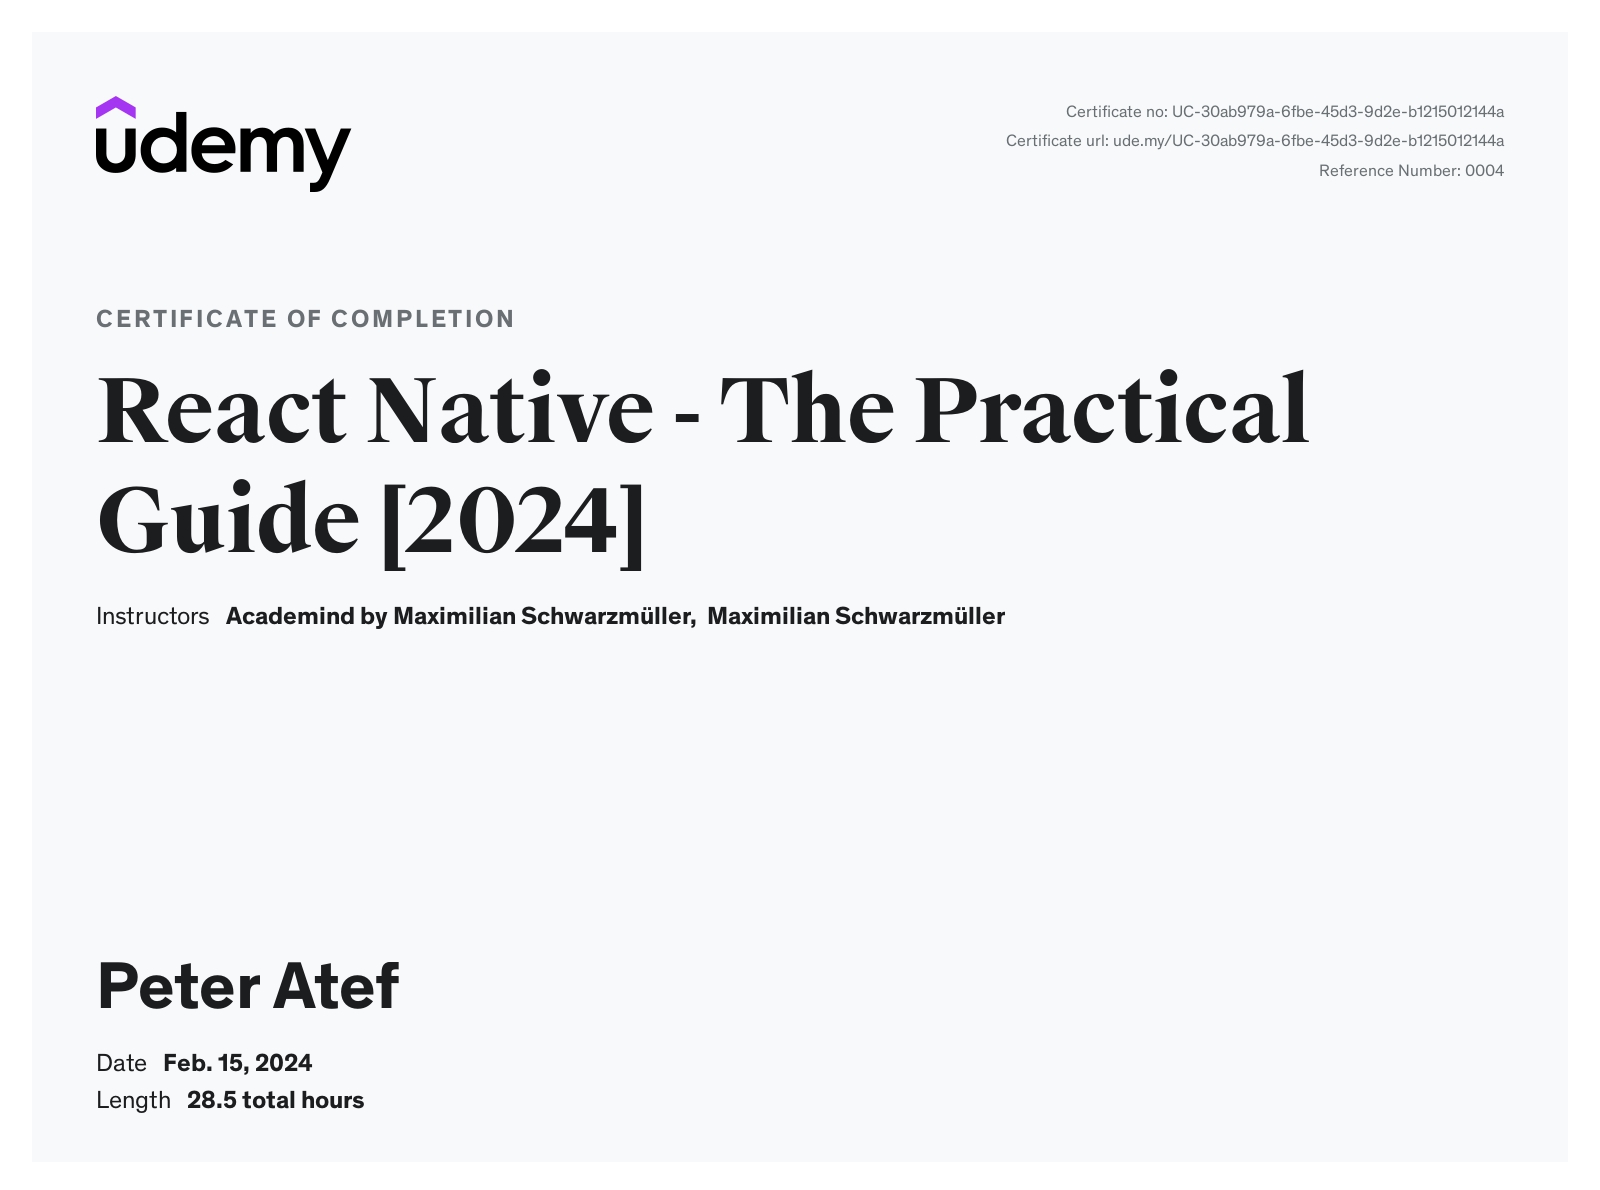 udemy
Certificate no: UC-30ab979a-6fbe-45d3-9d2e-b1215012144a
Certificate url: ude.my/UC-30ab979a-6fbe-45d3-9d2e-b1215012144a
Reference Number: 0004
CERTIFICATE OF COMPLETION
React Native - The Practical
Guide [2024]
Instructors Academind by Maximilian Schwarzmüller, Maximilian Schwarzmüller
Peter Atef
Date Feb. 15, 2024
Length 28.5 total hours